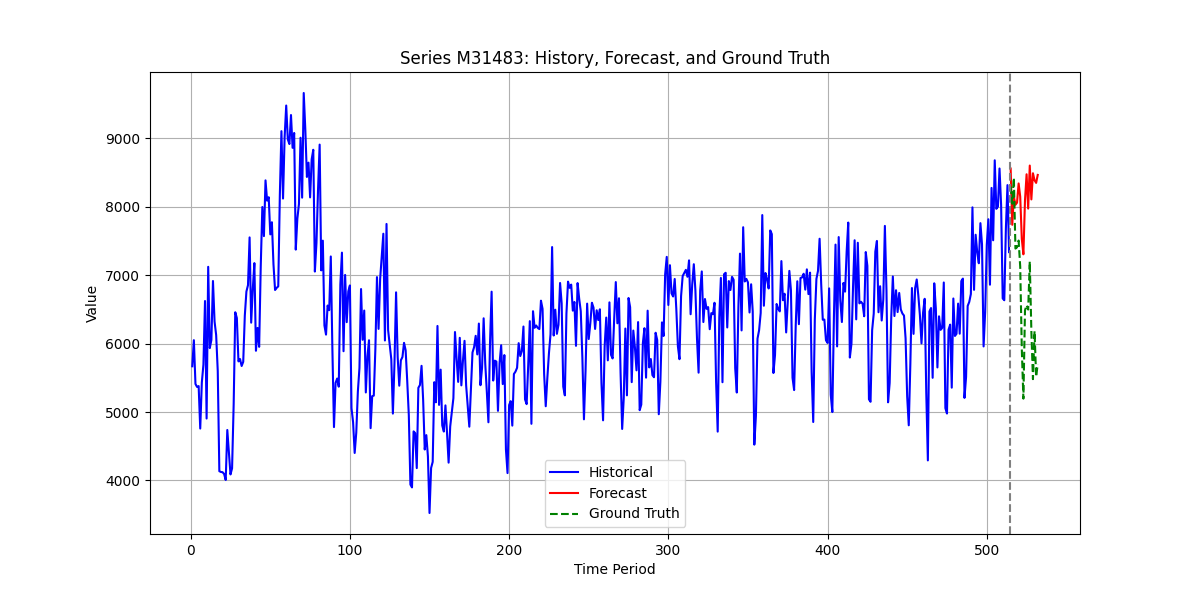 Series M31483: History, Forecast, and Ground Truth
Value
9000
8000
7000
6000
5000
4000
0
100
200
300
400
500
Time Period
Historical
Forecast
Ground Truth